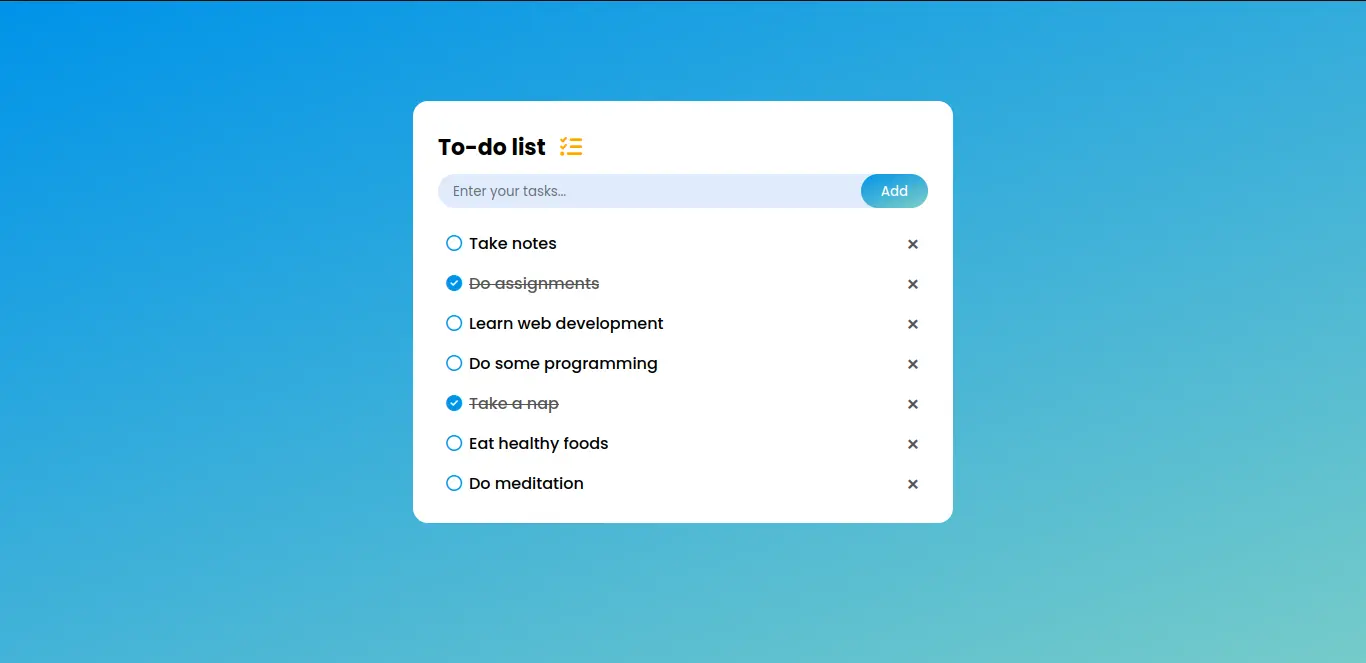 To-do list
Enter your tasks...
Add
Take notes
Do assignments
Learn web development
Do some programming
Take a nap
Eat healthy foods
Do meditation